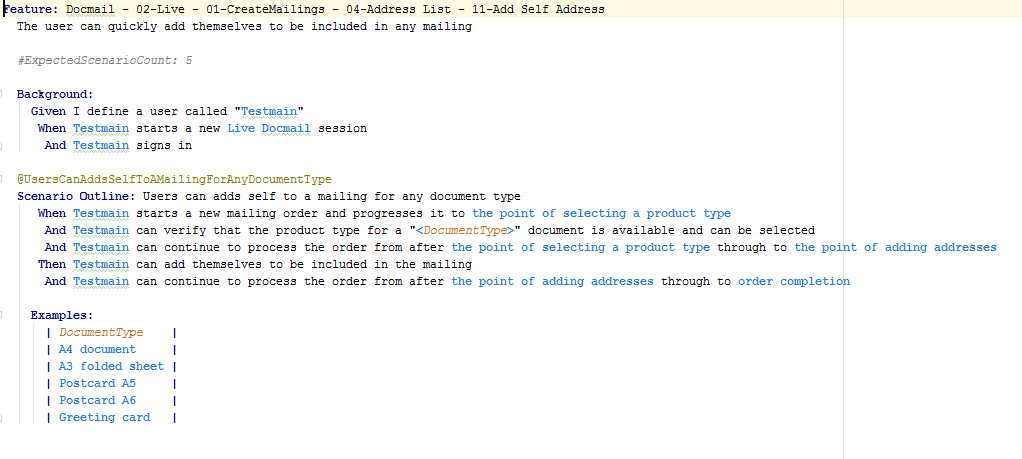 Feature: Docmail - 02-Live - 01-CreateMailings - 04-Address List - 11-Add Self Address
The user can quickly add themselves to be included in any mailing
#ExpectedScenarioCount: 5
Background:
Given I define a user called "Testmain"
When Testmain starts a new Live Docmail session
And Testmain signs in
@UsersCanAddsSelfToAMailingForAnyDocumentType
Scenario Outline: Users can adds self to a mailing for any document type
When Testmain starts a new mailing order and progresses it to the point of selecting a product type
And Testmain can verify that the product type for a "<DocumentType>" document is available and can be selected
And Testmain can continue to process the order from after the point of selecting a product type through to the point of adding addresses
Then Testmain can add themselves to be included in the mailing
And Testmain can continue to process the order from after the point of adding addresses through to order completion
Examples:
| DocumentType |
| A4 document |
| A3 folded sheet |
| Postcard A5 |
| Postcard A6 |
| Greeting card |